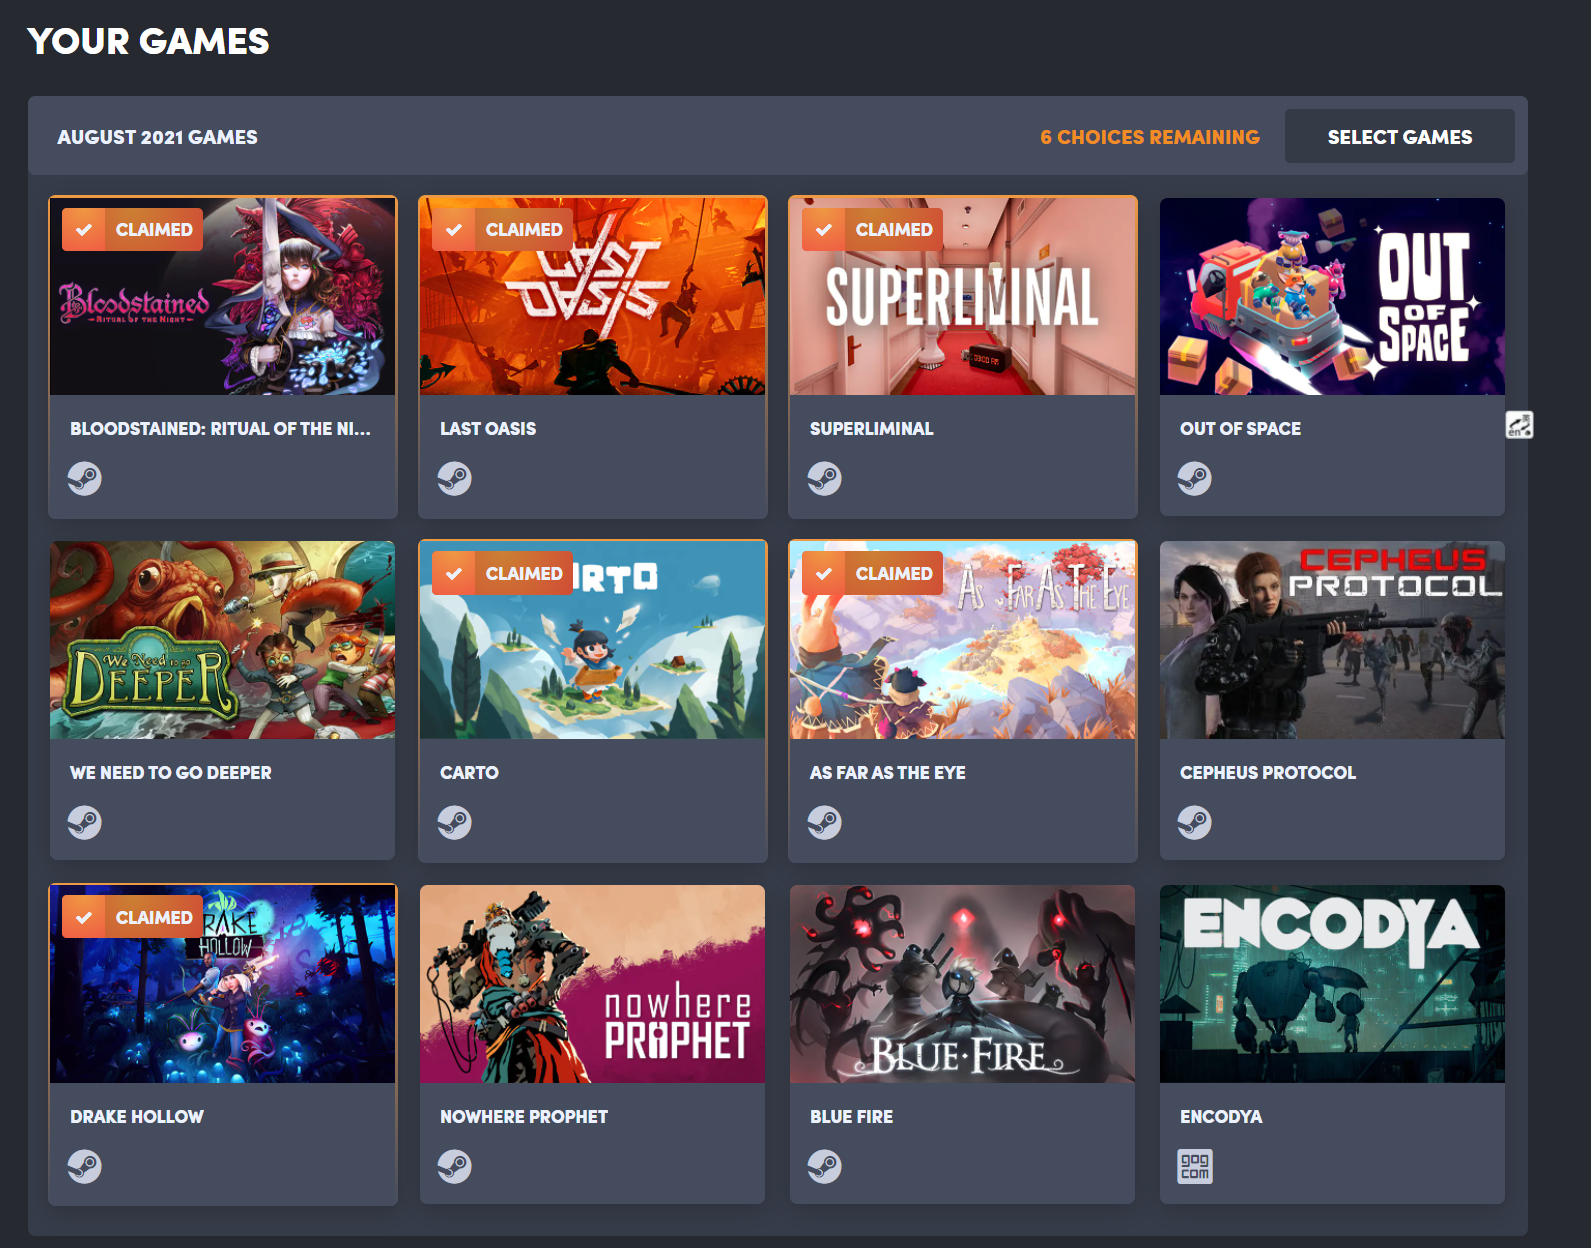 YOUR GAMES
AUGUST 2021 GAMES
6 CHOICES REMAINING
SELECT GAMES
CLAIMED
Bloodstained
RITUAL OF THE NIGHT
BLOODSTAINED: RITUAL OF THE NI...
CLAIMED
LAST
OASIS
LAST OASIS
CLAIMED
SUPERLIMINAL
SUPERLIMINAL
OUT
OF
SPACE
OUT OF SPACE
en
We Need to go
DEEPER
WE NEED TO GO DEEPER
CLAIMED
ARTO
CARTO
CLAIMED
AS FAR AS THE EYE
AS FAR AS THE EYE
CEPHEUS
PROTOCOL
CEPHEUS PROTOCOL
CLAIMED
DRAKE
HOLLOW
DRAKE HOLLOW
nowhere
PROPHET
NOWHERE PROPHET
BLUE·FIRE
BLUE FIRE
ENCODYA
ENCODYA
gog
com